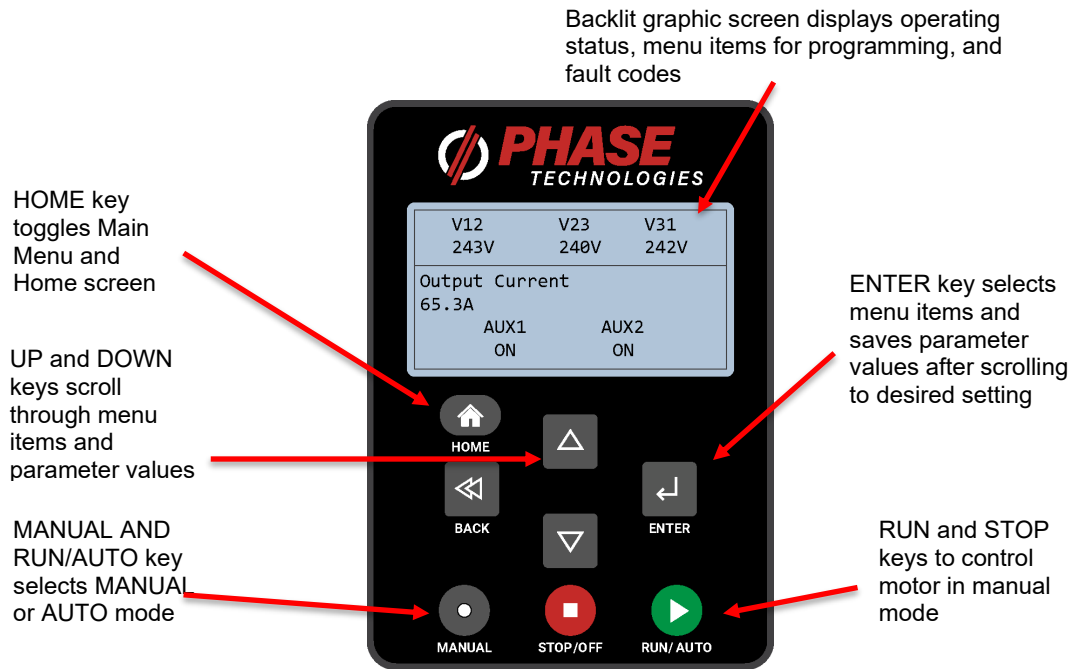 Backlit graphic screen displays operating
status, menu items for programming, and
fault codes
PHASE
TECHNOLOGIES
HOME key
toggles Main
Menu and
Home screen
V12 V23 V31
243V 240V 242V
Output Current
65.3A
AUX1 AUX2
ON ON
ENTER key selects
menu items and
saves parameter
values after scrolling
to desired setting
UP and DOWN
keys scroll
through menu
items and
parameter values
HOME
BACK
ENTER
MANUAL AND
RUN/AUTO key
selects MANUAL
or AUTO mode
RUN and STOP
keys to control
motor in manual
mode
MANUAL
STOP/OFF
RUN/AUTO